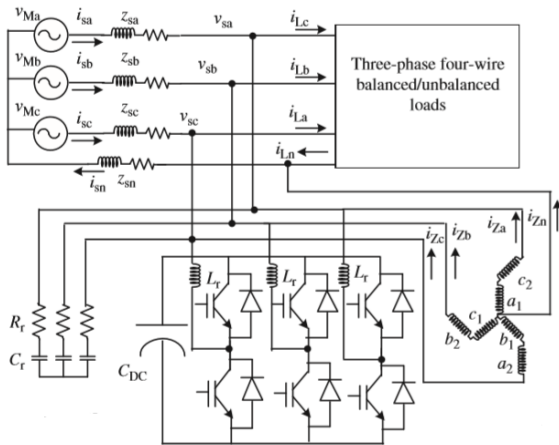 v_Ma
i_sa
z_sa
v_sa
i_Lc
v_Mb
i_sb
z_sb
v_sb
i_Lb
v_Mc
i_sc
z_sc
v_sc
i_La
i_sn
z_sn
i_Ln
Three-phase four-wire
balanced/unbalanced
loads
i_Zc
i_Zb
i_Za
i_Zn
R_r
C_r
C_DC
L_r
L_r
L_r
c_2
a_1
c_1
b_2
b_1
a_2